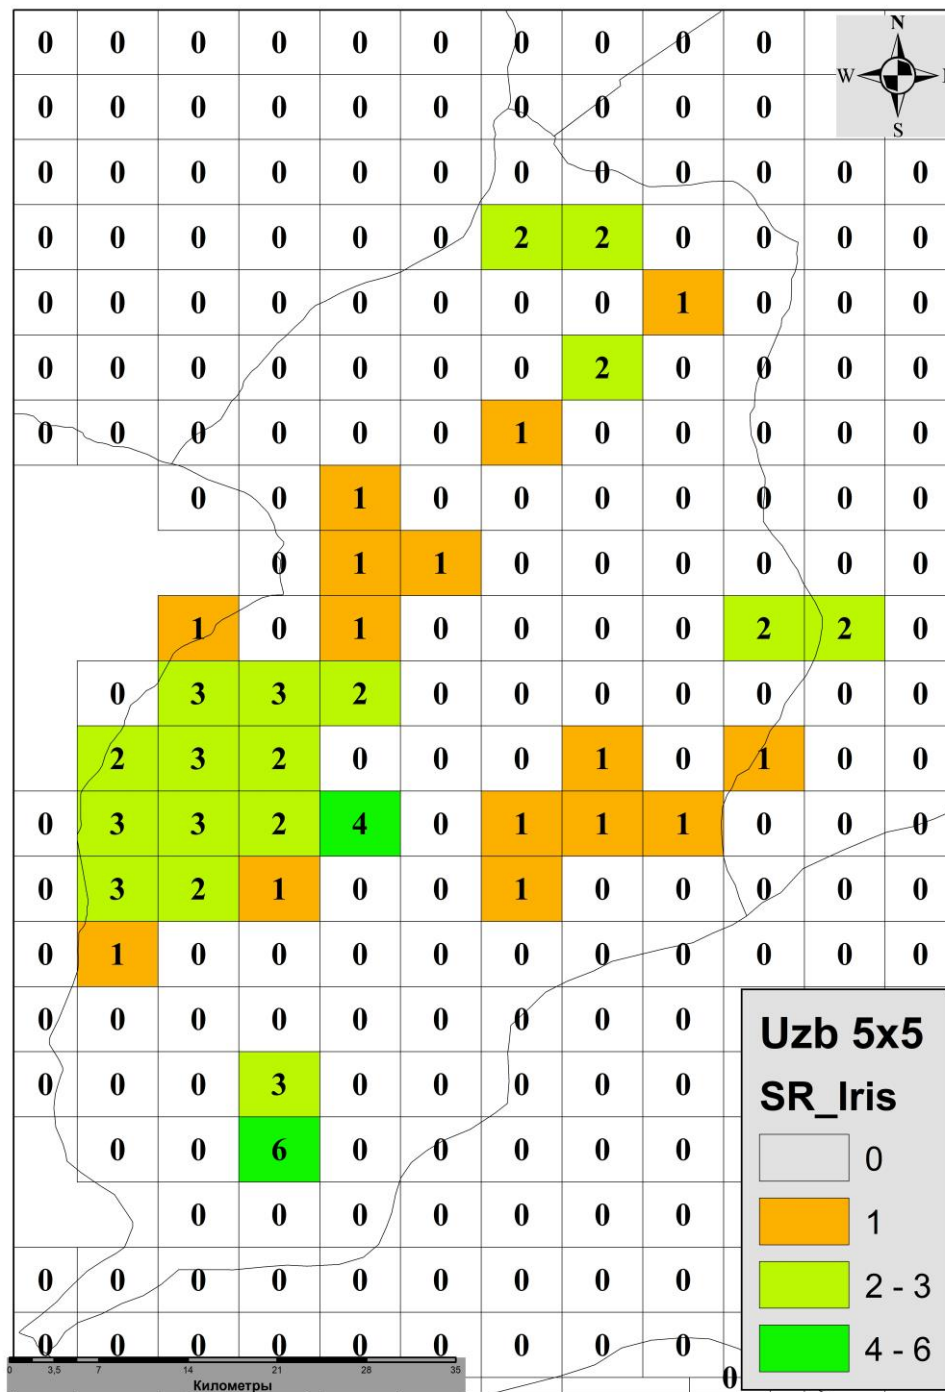 N
0 0 0 0 0 0 0 0 0 0
W
0 0 0 0 0 0 0 0 0 0
S
0 0 0 0 0 0 0 0 0 0 0 0
0 0 0 0 0 0 2 2 0 0 0 0
0 0 0 0 0 0 0 0 1 0 0 0
0 0 0 0 0 0 0 2 0 0 0 0
0 0 0 0 0 0 1 0 0 0 0 0
0 0 1 0 0 0 0 0 0 0
0 1 1 0 0 0 0 0 0
1 0 1 0 0 0 0 2 2 0
0 3 3 2 0 0 0 0 0 0 0
2 3 2 0 0 0 1 0 1 0 0
0 3 3 2 4 0 1 1 1 0 0 0
0 3 2 1 0 0 1 0 0 0 0 0
0 1 0 0 0 0 0 0 0 0 0 0
0 0 0 0 0 0 0 0 0
0 0 0 3 0 0 0 0 0
0 0 6 0 0 0 0 0
0 0 0 0 0 0 0
0 0 0 0 0 0 0 0 0
0 0 0 0 0 0 0 0 0
0
Uzb 5x5
SR_Iris
0
1
2 - 3
4 - 6
0 3,5 7 14 21 28 35
Километры